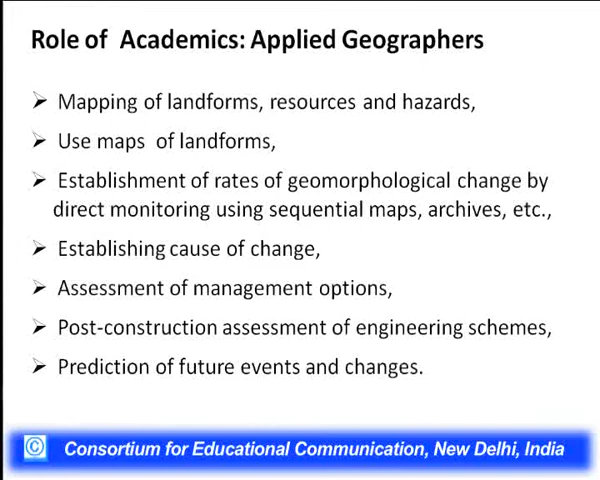 Role of Academics: Applied Geographers
➢ Mapping of landforms, resources and hazards,
➢ Use maps of landforms,
➢ Establishment of rates of geomorphological change by
direct monitoring using sequential maps, archives, etc.,
➢ Establishing cause of change,
➢ Assessment of management options,
➢ Post-construction assessment of engineering schemes,
➢ Prediction of future events and changes.
© Consortium for Educational Communication, New Delhi, India